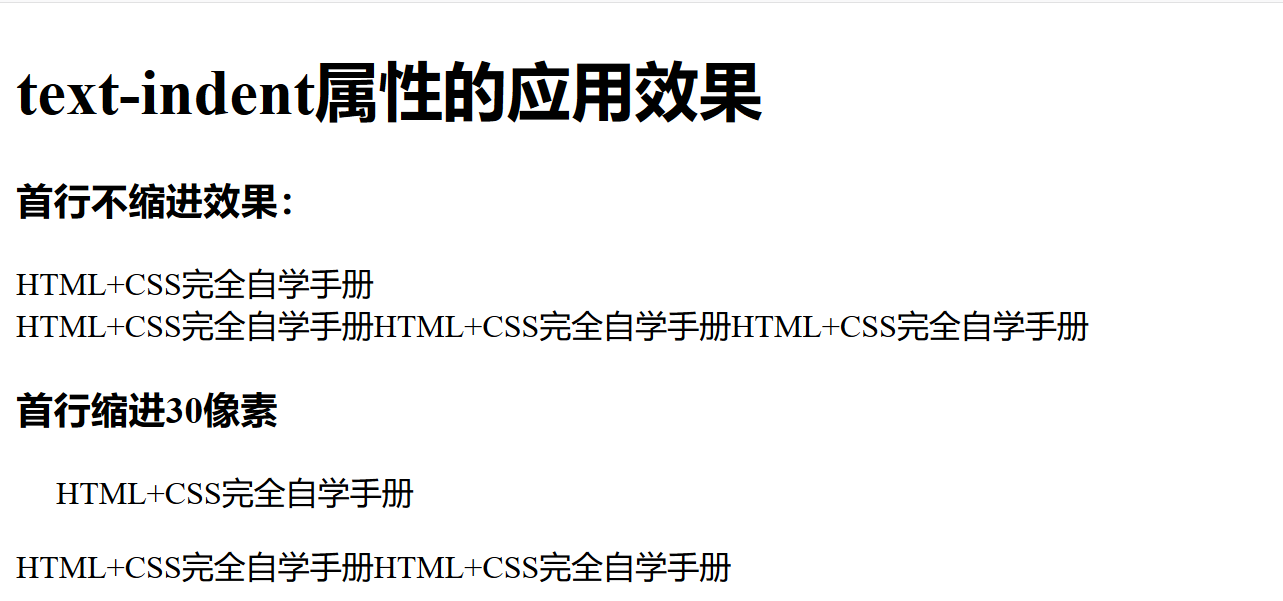 text-indent属性的应用效果
首行不缩进效果：
HTML+CSS完全自学手册
HTML+CSS完全自学手册HTML+CSS完全自学手册HTML+CSS完全自学手册
首行缩进30像素
HTML+CSS完全自学手册
HTML+CSS完全自学手册HTML+CSS完全自学手册